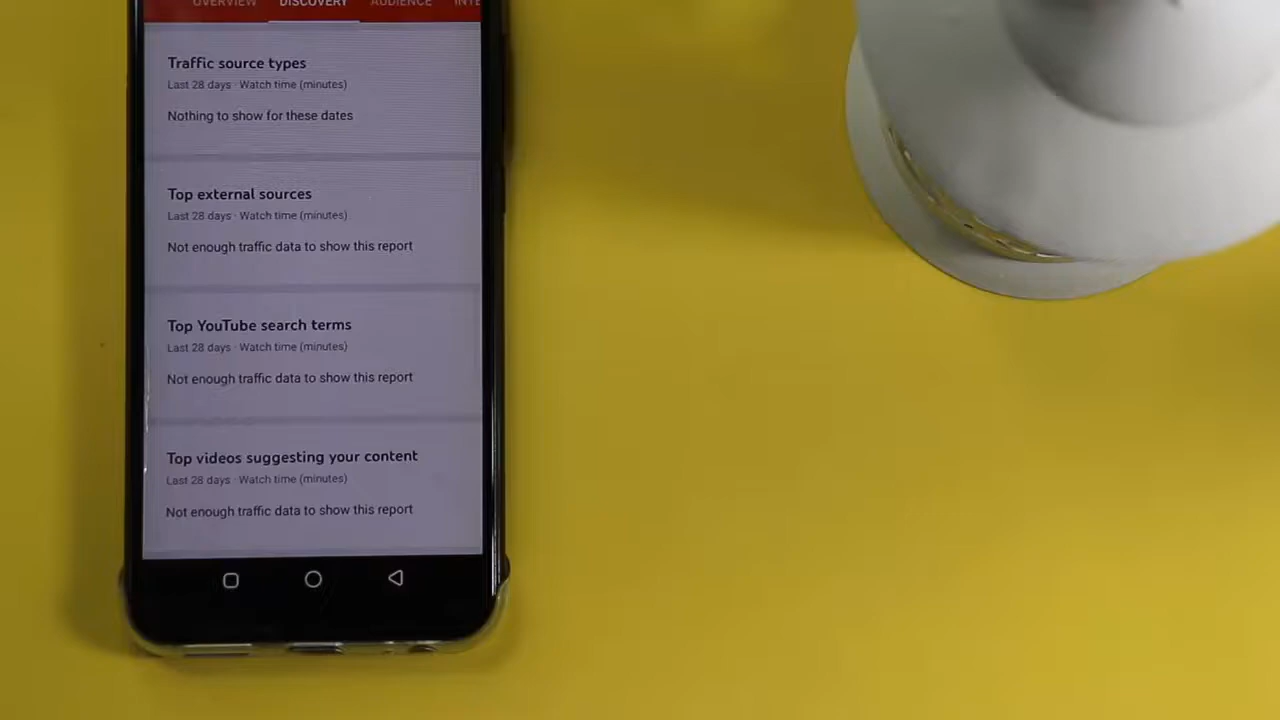 OVERVIEW DISCOVERY AUDIENCE INTE
Traffic source types
Last 28 days · Watch time (minutes)
Nothing to show for these dates
Top external sources
Last 28 days · Watch time (minutes)
Not enough traffic data to show this report
Top YouTube search terms
Last 28 days · Watch time (minutes)
Not enough traffic data to show this report
Top videos suggesting your content
Last 28 days · Watch time (minutes)
Not enough traffic data to show this report